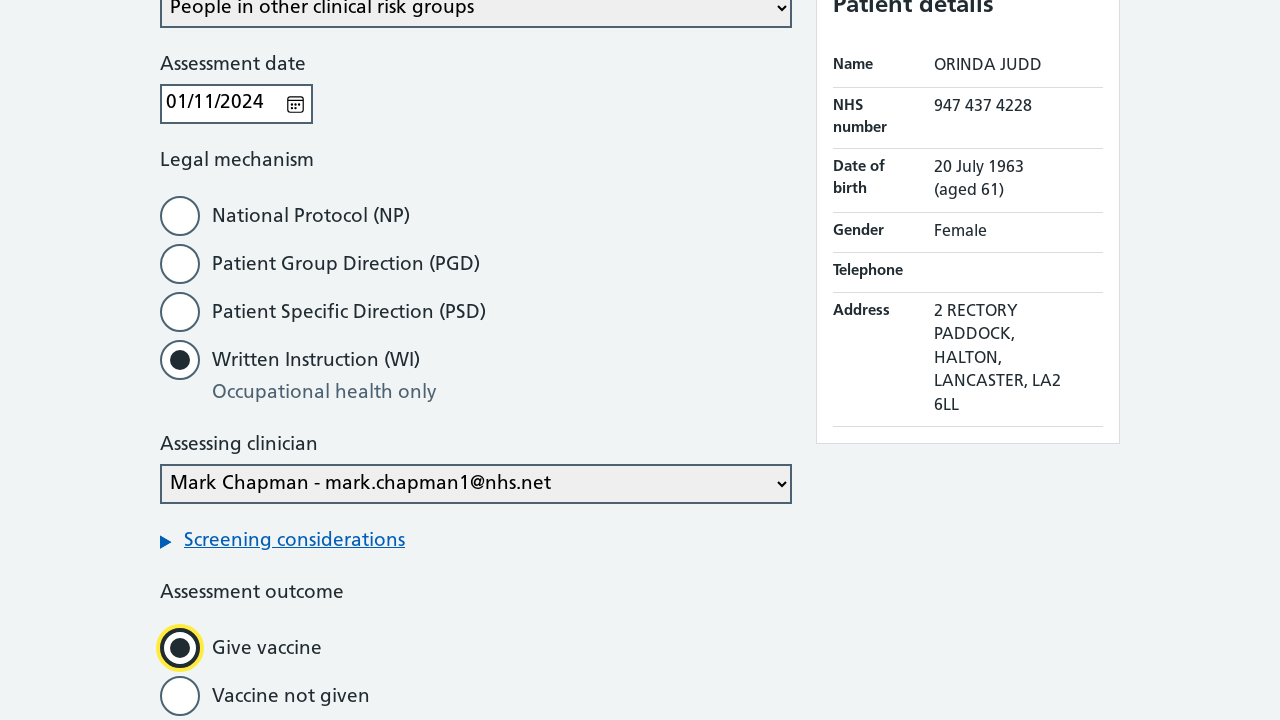 People in other clinical risk groups
Assessment date
01/11/2024
Legal mechanism
National Protocol (NP)
Patient Group Direction (PGD)
Patient Specific Direction (PSD)
Written Instruction (WI)
Occupational health only
Assessing clinician
Mark Chapman - mark.chapman1@nhs.net
Screening considerations
Assessment outcome
Give vaccine
Vaccine not given
Patient details
Name ORINDA JUDD
NHS 947 437 4228
number
Date of 20 July 1963
birth (aged 61)
Gender Female
Telephone
Address 2 RECTORY
PADDOCK,
HALTON,
LANCASTER, LA2
6LL